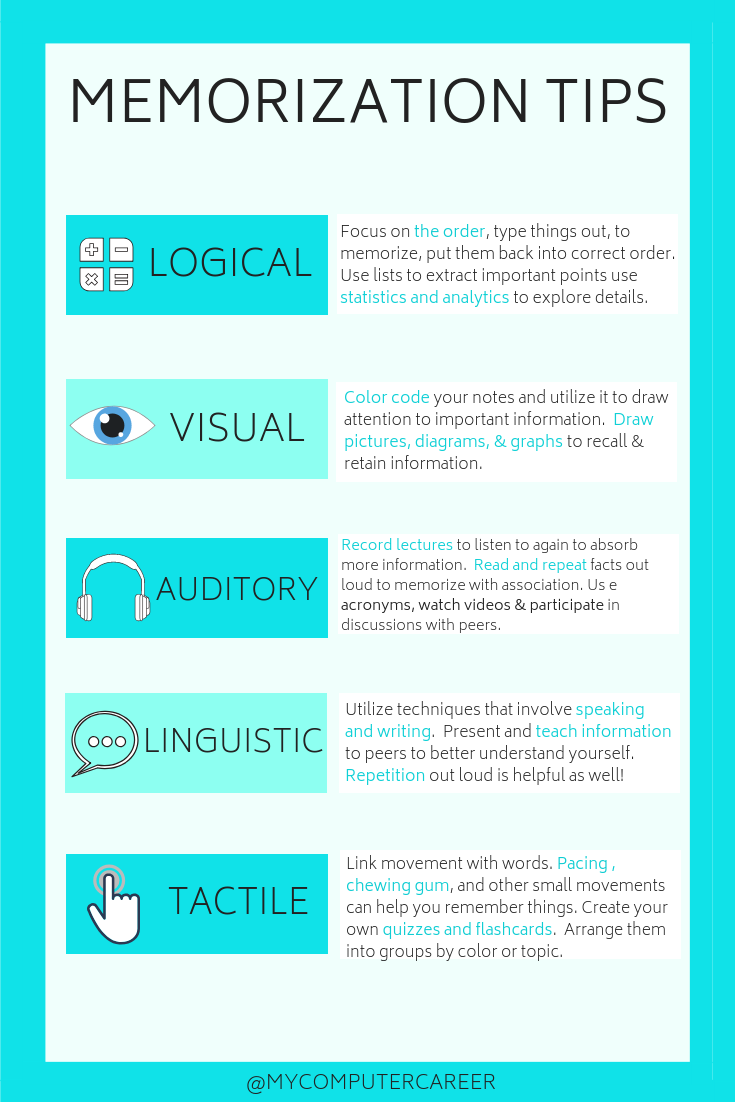 MEMORIZATION TIPS
LOGICAL
Focus on the order, type things out, to
memorize, put them back into correct order.
Use lists to extract important points use
statistics and analytics to explore details.
VISUAL
Color code your notes and utilize it to draw
attention to important information. Draw
pictures, diagrams, & graphs to recall &
retain information.
AUDITORY
Record lectures to listen to again to absorb
more information. Read and repeat facts out
loud to memorize with association. Us e
acronyms, watch videos & participate in
discussions with peers.
LINGUISTIC
Utilize techniques that involve speaking
and writing. Present and teach information
to peers to better understand yourself.
Repetition out loud is helpful as well!
TACTILE
Link movement with words. Pacing ,
chewing gum, and other small movements
can help you remember things. Create your
own quizzes and flashcards. Arrange them
into groups by color or topic.
@MYCOMPUTERCAREER